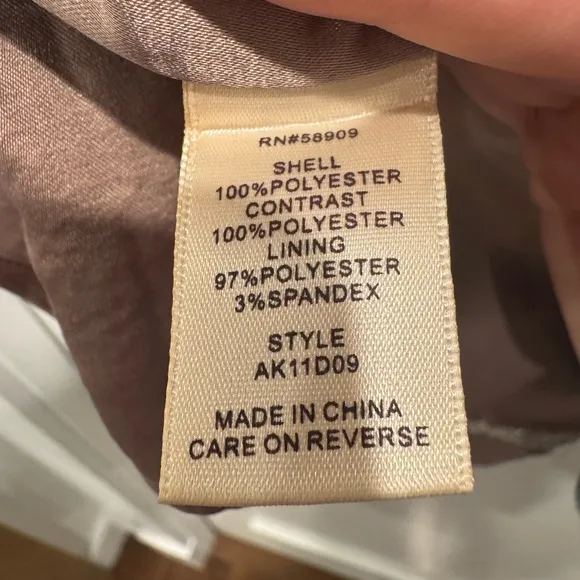 RN#58909
SHELL
100%POLYESTER
CONTRAST
100%POLYESTER
LINING
97%POLYESTER
3%SPANDEX
STYLE
AK11D09
MADE IN CHINA
CARE ON REVERSE